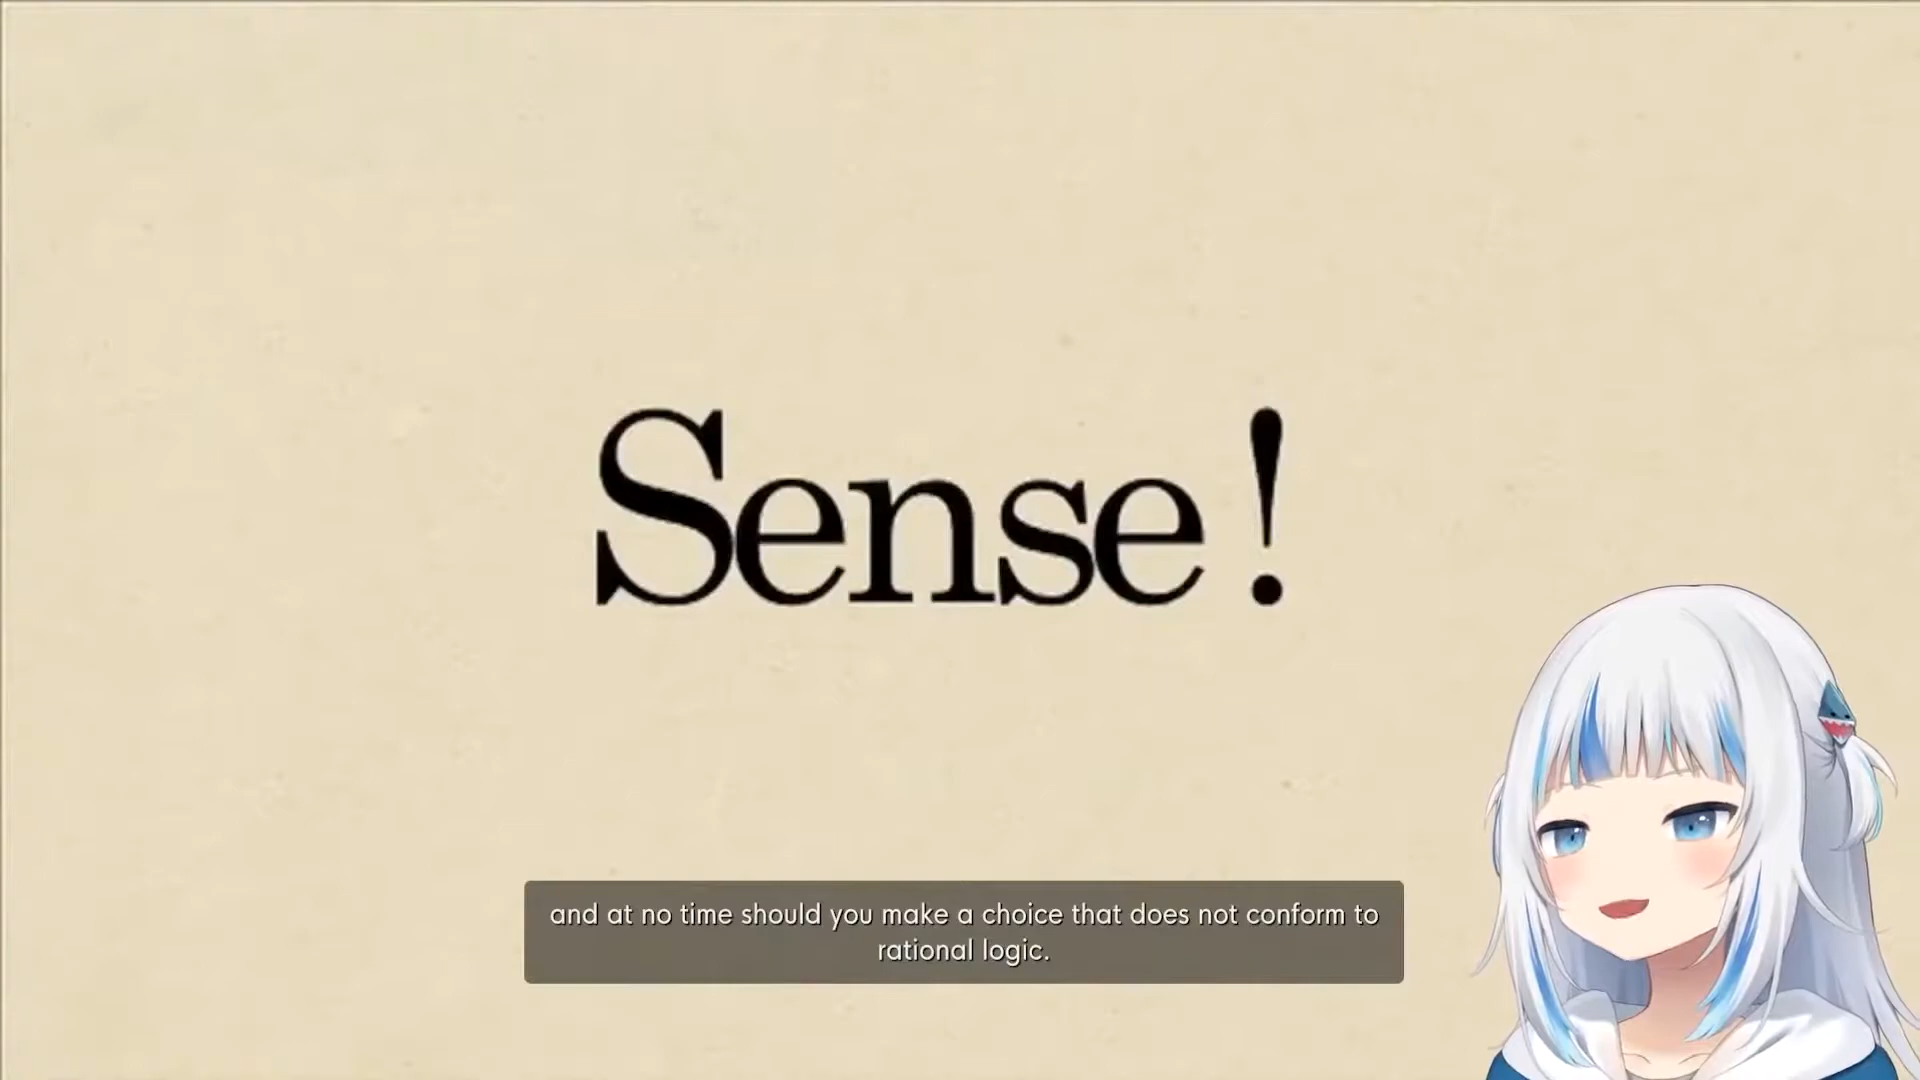 Sense!
and at no time should you make a choice that does not conform to
rational logic.